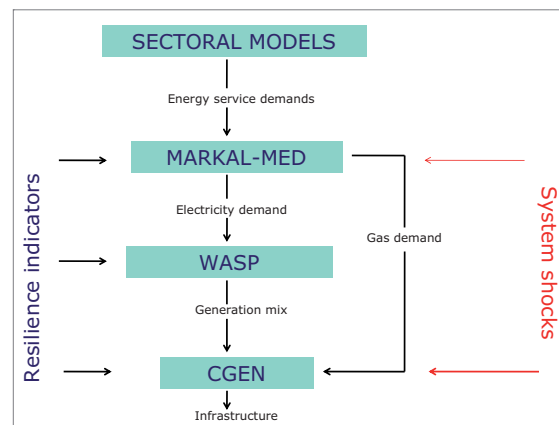 SECTORAL MODELS
Energy service demands
MARKAL-MED
Electricity demand
Gas demand
WASP
Generation mix
CGEN
Infrastructure
Resilience indicators
System shocks